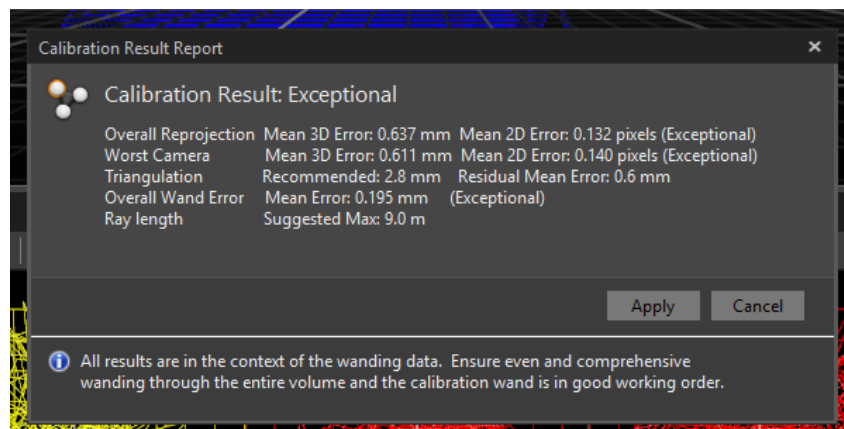 Calibration Result Report
Calibration Result: Exceptional
Overall Reprojection Mean 3D Error: 0.637 mm Mean 2D Error: 0.132 pixels (Exceptional)
Worst Camera Mean 3D Error: 0.611 mm Mean 2D Error: 0.140 pixels (Exceptional)
Triangulation Recommended: 2.8 mm Residual Mean Error: 0.6 mm
Overall Wand Error Mean Error: 0.195 mm (Exceptional)
Ray length Suggested Max: 9.0 m
Apply Cancel
All results are in the context of the wanding data. Ensure even and comprehensive
wanding through the entire volume and the calibration wand is in good working order.